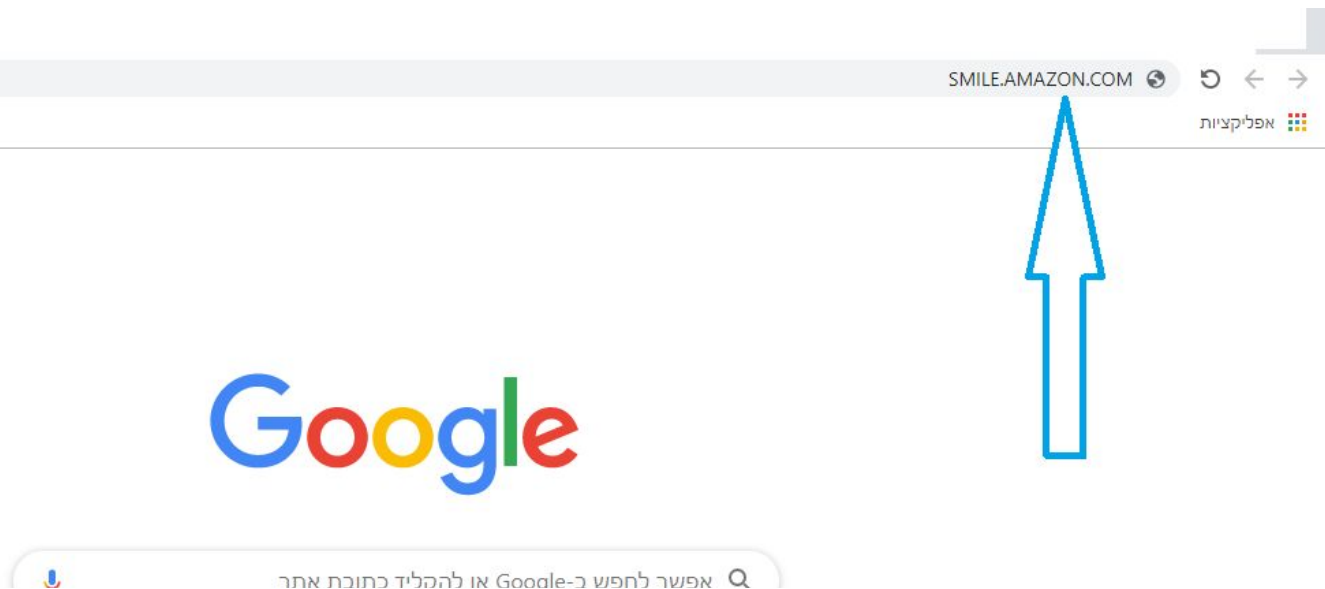 SMILE.AMAZON.COM
אפליקציות
Google
אפשר לחפש ב-Google או להקליד כתובת אתר